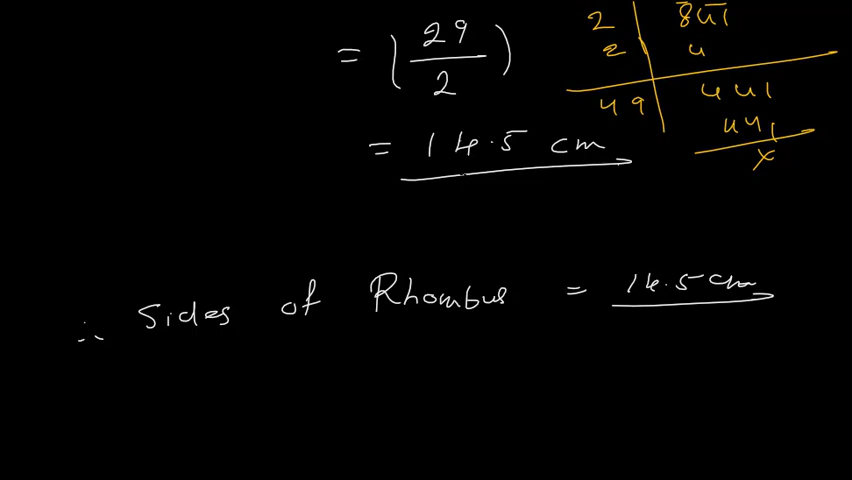 = (29/2)
= 14.5 cm
2 | 841
2 | 4
49 | 441
441
x
∴ Sides of Rhombus = 14.5 cm